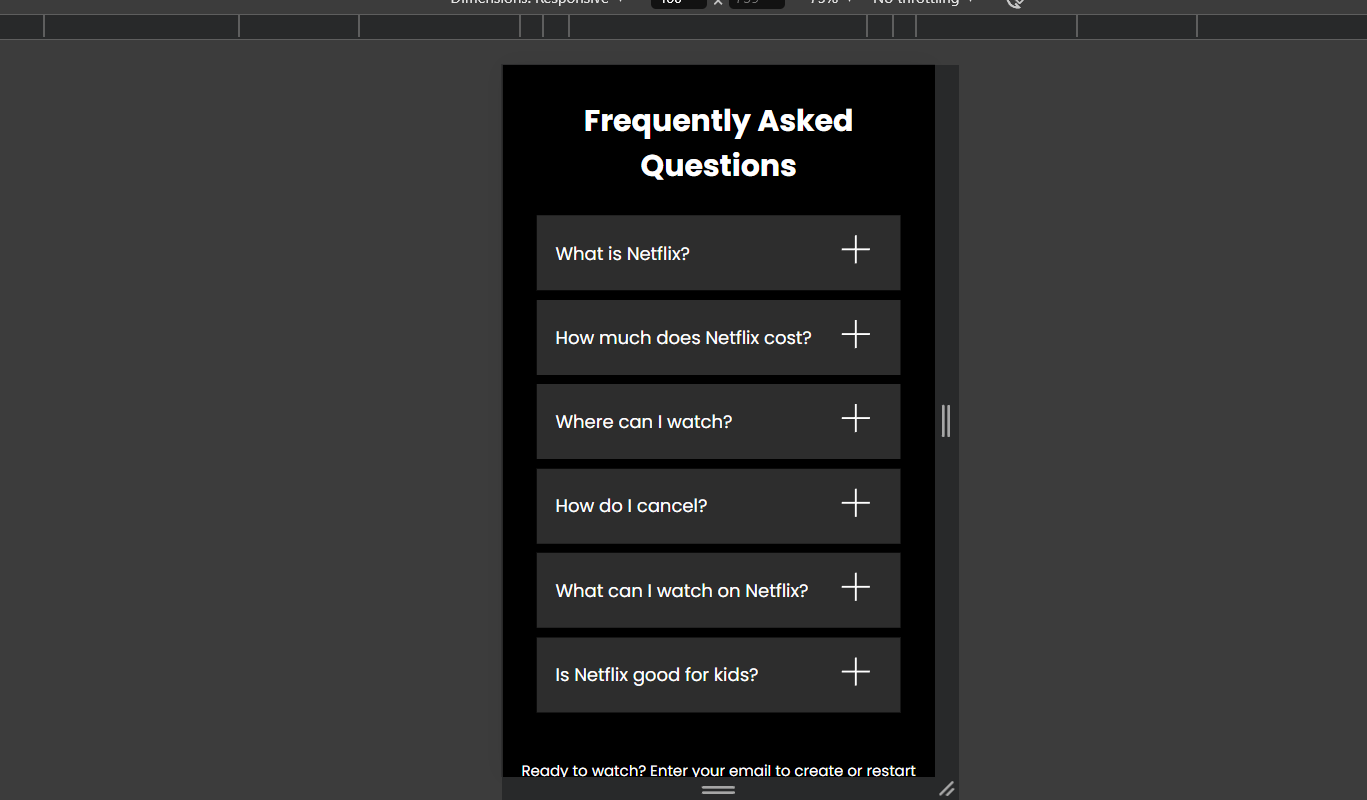 Dimensions: Responsive
75%
No throttling
Frequently Asked
Questions
What is Netflix?
How much does Netflix cost?
Where can I watch?
How do I cancel?
What can I watch on Netflix?
Is Netflix good for kids?
Ready to watch? Enter your email to create or restart